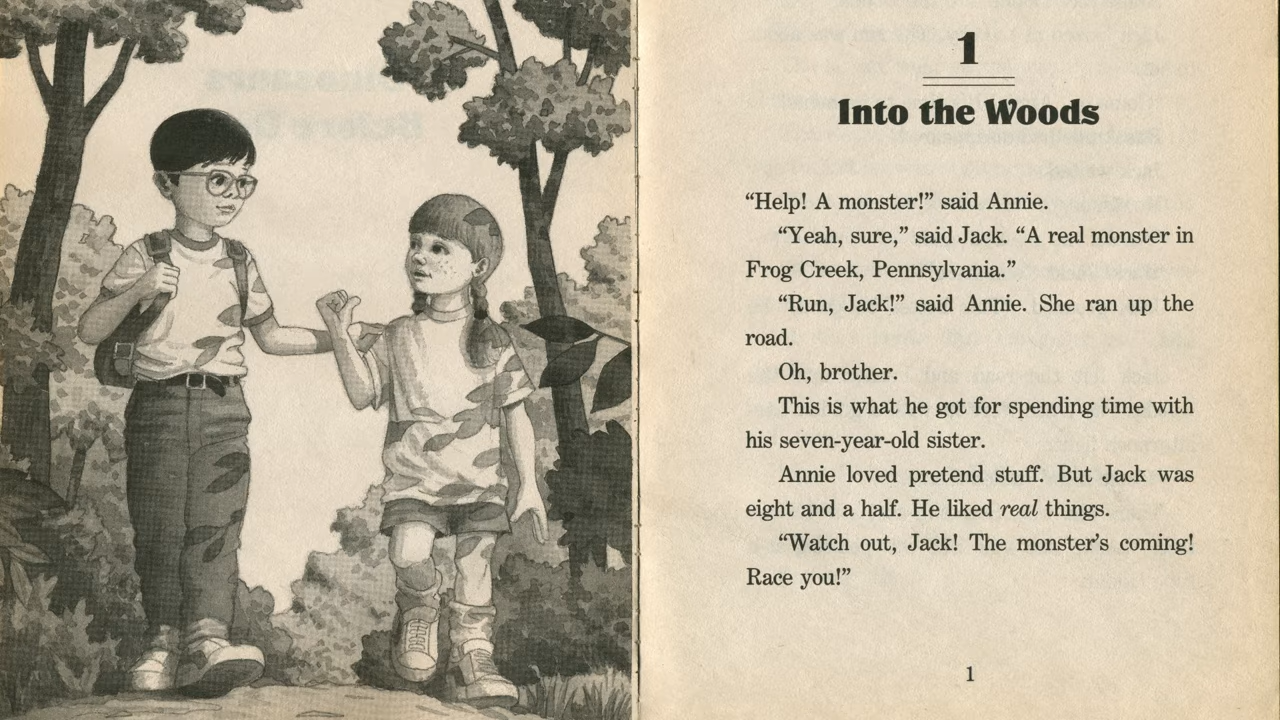 1
Into the Woods
“Help! A monster!” said Annie.
“Yeah, sure,” said Jack. “A real monster in
Frog Creek, Pennsylvania.”
“Run, Jack!” said Annie. She ran up the
road.
Oh, brother.
This is what he got for spending time with
his seven-year-old sister.
Annie loved pretend stuff. But Jack was
eight and a half. He liked real things.
“Watch out, Jack! The monster’s coming!
Race you!”
1